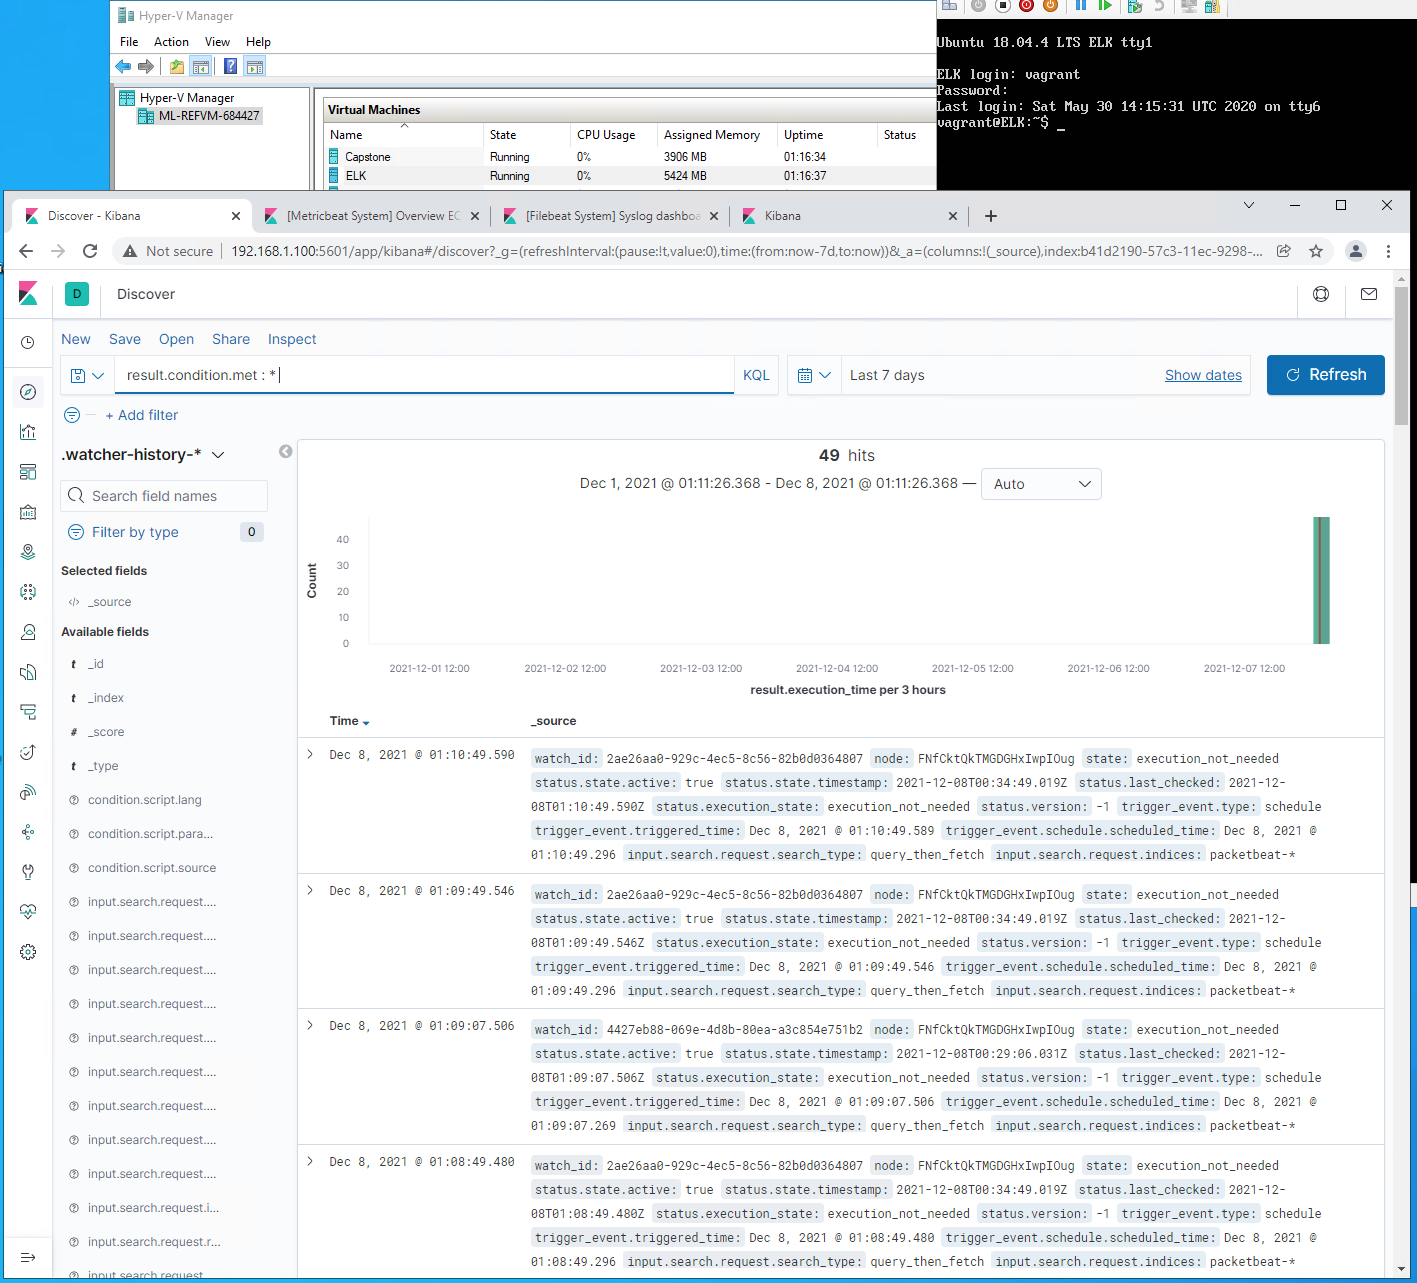 Hyper-V Manager
File Action View Help
Hyper-V Manager
ML-REFVM-684427
Virtual Machines
Name State CPU Usage Assigned Memory Uptime Status
Capstone Running 0% 3906 MB 01:16:34
ELK Running 0% 5424 MB 01:16:37
Ubuntu 18.04.4 LTS ELK tty1
ELK login: vagrant
Password:
Last login: Sat May 30 14:15:31 UTC 2020 on tty6
vagrant@ELK:~$ _
Discover - Kibana
[Metricbeat System] Overview EC
[Filebeat System] Syslog dashboa
Kibana
Not secure 192.168.1.100:5601/app/kibana#/discover?_g=(refreshInterval:(pause:!t,value:0),time:(from:now-7d,to:now))&_a=(columns:!(_source),index:b41d2190-57c3-11ec-9298-...
D Discover
New Save Open Share Inspect
result.condition.met : * KQL Last 7 days Show dates Refresh
+ Add filter
.watcher-history-*
Search field names
Filter by type 0
Selected fields
</> _source
Available fields
t _id
t _index
# _score
t _type
condition.script.lang
condition.script.para...
condition.script.source
input.search.request....
input.search.request....
input.search.request....
input.search.request....
input.search.request....
input.search.request....
input.search.request....
input.search.request....
input.search.request....
input.search.request.i...
input.search.request.r...
input.search.request....
49 hits
Dec 1, 2021 @ 01:11:26.368 - Dec 8, 2021 @ 01:11:26.368 — Auto
Count
40
30
20
10
0
2021-12-01 12:00 2021-12-02 12:00 2021-12-03 12:00 2021-12-04 12:00 2021-12-05 12:00 2021-12-06 12:00 2021-12-07 12:00
result.execution_time per 3 hours
Time _source
Dec 8, 2021 @ 01:10:49.590 watch_id: 2ae26aa0-929c-4ec5-8c56-82b0d0364807 node: FNfCktQkTMGDGHxIwpIOug state: execution_not_needed
status.state.active: true status.state.timestamp: 2021-12-08T00:34:49.019Z status.last_checked: 2021-12-
08T01:10:49.590Z status.execution_state: execution_not_needed status.version: -1 trigger_event.type: schedule
trigger_event.triggered_time: Dec 8, 2021 @ 01:10:49.589 trigger_event.schedule.scheduled_time: Dec 8, 2021 @
01:10:49.296 input.search.request.search_type: query_then_fetch input.search.request.indices: packetbeat-*
Dec 8, 2021 @ 01:09:49.546 watch_id: 2ae26aa0-929c-4ec5-8c56-82b0d0364807 node: FNfCktQkTMGDGHxIwpIOug state: execution_not_needed
status.state.active: true status.state.timestamp: 2021-12-08T00:34:49.019Z status.last_checked: 2021-12-
08T01:09:49.546Z status.execution_state: execution_not_needed status.version: -1 trigger_event.type: schedule
trigger_event.triggered_time: Dec 8, 2021 @ 01:09:49.546 trigger_event.schedule.scheduled_time: Dec 8, 2021 @
01:09:49.296 input.search.request.search_type: query_then_fetch input.search.request.indices: packetbeat-*
Dec 8, 2021 @ 01:09:07.506 watch_id: 4427eb88-069e-4d8b-80ea-a3c854e751b2 node: FNfCktQkTMGDGHxIwpIOug state: execution_not_needed
status.state.active: true status.state.timestamp: 2021-12-08T00:29:06.031Z status.last_checked: 2021-12-
08T01:09:07.506Z status.execution_state: execution_not_needed status.version: -1 trigger_event.type: schedule
trigger_event.triggered_time: Dec 8, 2021 @ 01:09:07.506 trigger_event.schedule.scheduled_time: Dec 8, 2021 @
01:09:07.269 input.search.request.search_type: query_then_fetch input.search.request.indices: packetbeat-*
Dec 8, 2021 @ 01:08:49.480 watch_id: 2ae26aa0-929c-4ec5-8c56-82b0d0364807 node: FNfCktQkTMGDGHxIwpIOug state: execution_not_needed
status.state.active: true status.state.timestamp: 2021-12-08T00:34:49.019Z status.last_checked: 2021-12-
08T01:08:49.480Z status.execution_state: execution_not_needed status.version: -1 trigger_event.type: schedule
trigger_event.triggered_time: Dec 8, 2021 @ 01:08:49.480 trigger_event.schedule.scheduled_time: Dec 8, 2021 @
01:08:49.296 input.search.request.search_type: query_then_fetch input.search.request.indices: packetbeat-*